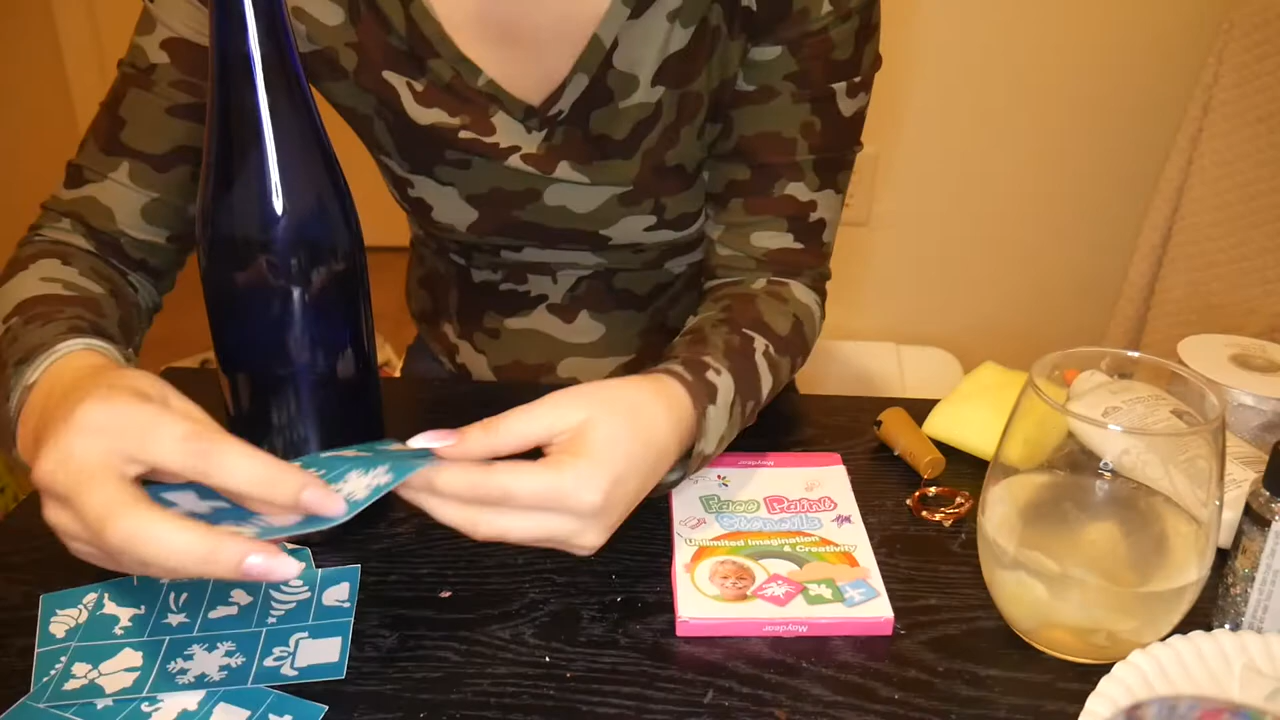 Maydear
Face Paint
Stencils
Unlimited Imagination
& Creativity
Maydear